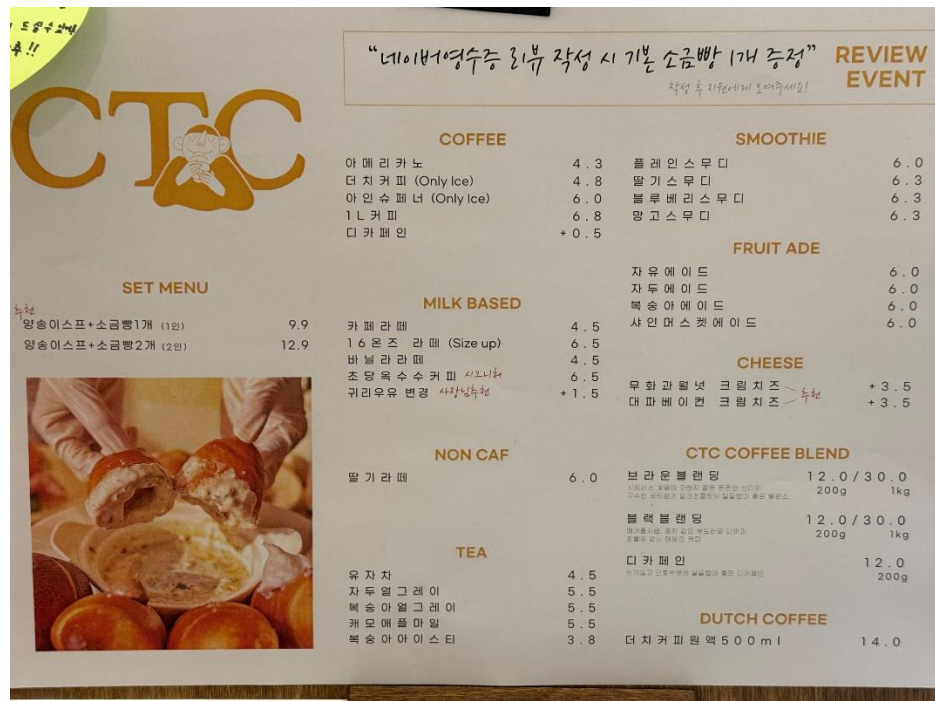 드영수증
!!
"네이버영수증 리뷰 작성 시 기본 소금빵 1개 증정"
작성 후 직원에게 보여주세요!
REVIEW
EVENT
CTC
SET MENU
추천
양송이스프+소금빵1개 (1인) 9.9
양송이스프+소금빵2개 (2인) 12.9
COFFEE
아메리카노 4.3
더치커피 (Only Ice) 4.8
아인슈페너 (Only Ice) 6.0
1L커피 6.8
디카페인 +0.5
MILK BASED
카페라떼 4.5
16온즈 라떼 (Size up) 6.5
바닐라라떼 4.5
초당옥수수커피 시그니처 6.5
귀리우유 변경 사장님추천 +1.5
NON CAF
딸기라떼 6.0
TEA
유자차 4.5
자두얼그레이 5.5
복숭아얼그레이 5.5
캐모애플마일 5.5
복숭아아이스티 3.8
SMOOTHIE
플레인스무디 6.0
딸기스무디 6.3
블루베리스무디 6.3
망고스무디 6.3
FRUIT ADE
자유에이드 6.0
자두에이드 6.0
복숭아에이드 6.0
샤인머스켓에이드 6.0
CHEESE
무화과월넛 크림치즈 +3.5
대파베이컨 크림치즈 추천 +3.5
CTC COFFEE BLEND
브라운블랜딩 12.0/30.0
200g 1kg
블랙블랜딩 12.0/30.0
200g 1kg
디카페인 12.0
200g
DUTCH COFFEE
더치커피원액500ml 14.0